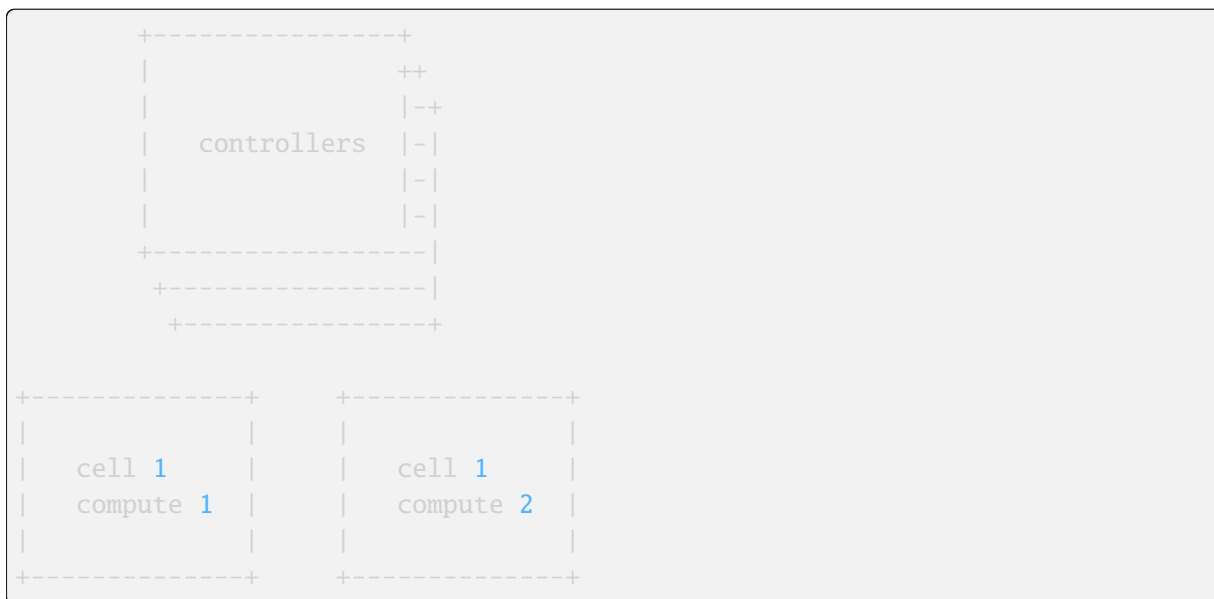 +----------------+
|                ++
|                |-+
|   controllers  |-|
|                |-|
|                |-|
+------------------|
+-----------------|
+----------------+
+--------------+     +--------------+
|              |     |              |
|   cell 1     |     |   cell 1     |
|   compute 1  |     |   compute 2  |
|              |     |              |
+--------------+     +--------------+